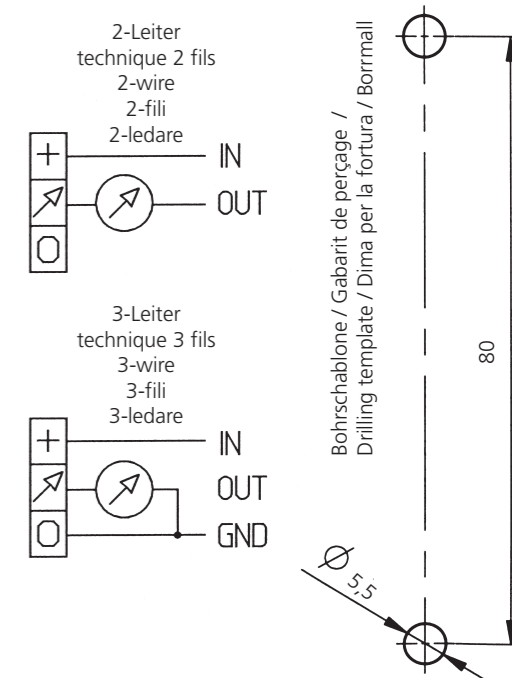 2-Leiter
technique 2 fils
2-wire
2-fili
2-ledare
+
IN
OUT
0
3-Leiter
technique 3 fils
3-wire
3-fili
3-ledare
+
IN
OUT
0
GND
Bohrschablone / Gabarit de perçage /
Drilling template / Dima per la fortura / Borrmall
80
Ø 5,5